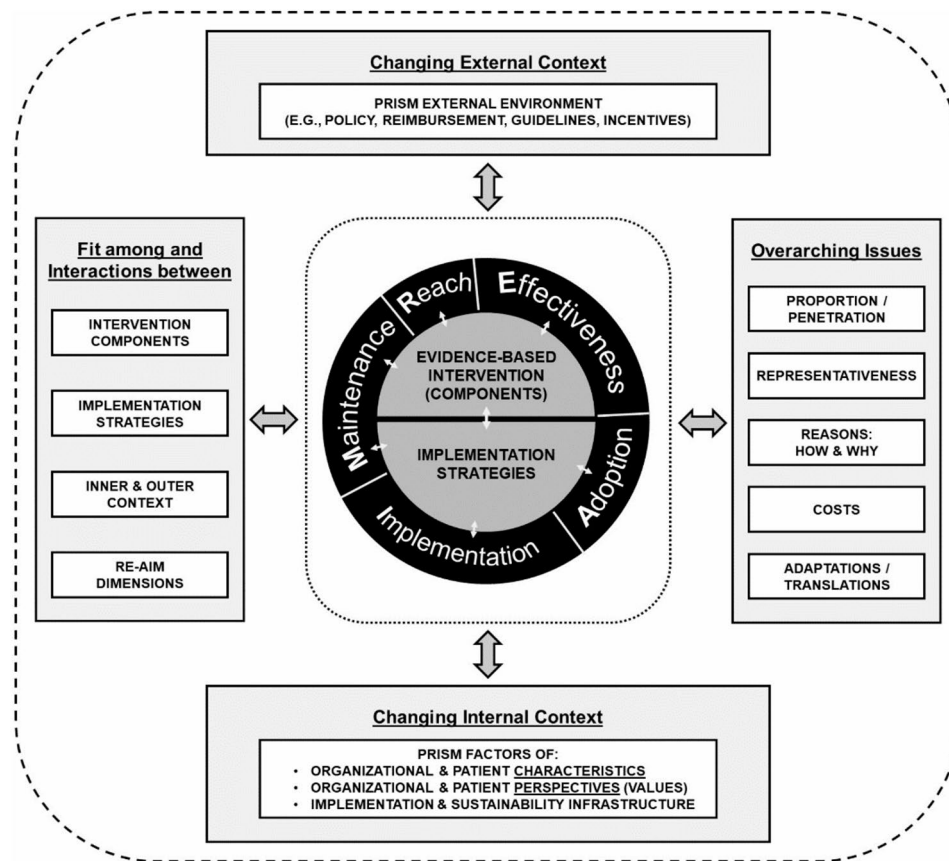 Changing External Context
PRISM EXTERNAL ENVIRONMENT
(E.G., POLICY, REIMBURSEMENT, GUIDELINES, INCENTIVES)
Fit among and
Interactions between
INTERVENTION
COMPONENTS
IMPLEMENTATION
STRATEGIES
INNER & OUTER
CONTEXT
RE-AIM
DIMENSIONS
Reach
Effectiveness
Adoption
Implementation
Maintenance
EVIDENCE-BASED
INTERVENTION
(COMPONENTS)
IMPLEMENTATION
STRATEGIES
Overarching Issues
PROPORTION /
PENETRATION
REPRESENTATIVENESS
REASONS:
HOW & WHY
COSTS
ADAPTATIONS /
TRANSLATIONS
Changing Internal Context
PRISM FACTORS OF:
• ORGANIZATIONAL & PATIENT CHARACTERISTICS
• ORGANIZATIONAL & PATIENT PERSPECTIVES (VALUES)
• IMPLEMENTATION & SUSTAINABILITY INFRASTRUCTURE